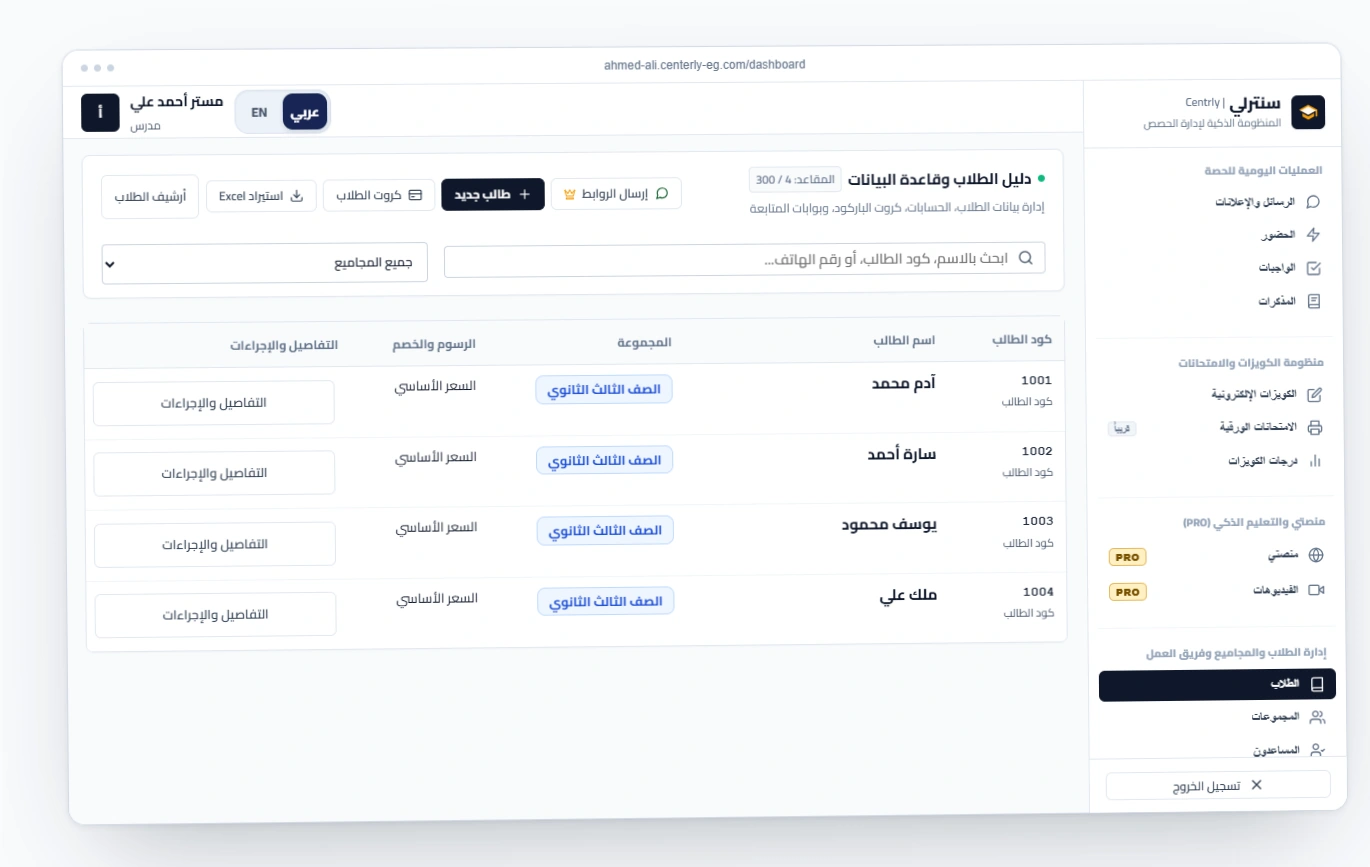 ahmed-ali.centerly-eg.com/dashboard
سنترلي | Centrly
المنظومة الذكية لإدارة الحصص
عربي
EN
مستر أحمد علي
مدرس
أ
العمليات اليومية للحصة
الرسائل والإعلانات
الحضور
الواجبات
المذكرات
منظومة الكويزات والامتحانات
الكويزات الإلكترونية
الامتحانات الورقية
قريباً
درجات الكويزات
منصتي والتعليم الذكي (PRO)
منصتي
PRO
الفيديوهات
PRO
إدارة الطلاب والمجاميع وفريق العمل
الطلاب
المجموعات
المساعدون
تسجيل الخروج
دليل الطلاب وقاعدة البيانات
المقاعد: 4 / 300
إدارة بيانات الطلاب، الحسابات، كروت الباركود، وبوابات المتابعة
إرسال الروابط
طالب جديد
كروت الطلاب
استيراد Excel
أرشيف الطلاب
ابحث بالاسم، كود الطالب، أو رقم الهاتف...
جميع المجاميع
كود الطالب اسم الطالب المجموعة الرسوم والخصم التفاصيل والإجراءات
1001 آدم محمد الصف الثالث الثانوي السعر الأساسي التفاصيل والإجراءات
كود الطالب
1002 سارة أحمد الصف الثالث الثانوي السعر الأساسي التفاصيل والإجراءات
كود الطالب
1003 يوسف محمود الصف الثالث الثانوي السعر الأساسي التفاصيل والإجراءات
كود الطالب
1004 ملك علي الصف الثالث الثانوي السعر الأساسي التفاصيل والإجراءات
كود الطالب